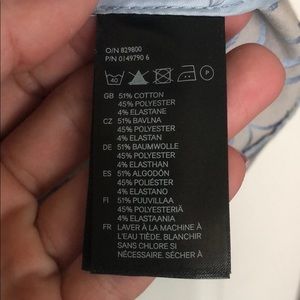 O/N 829800
P/N 0149790 6
40 P
GB 51% COTTON
45% POLYESTER
4% ELASTANE
CZ 51% BAVLNA
45% POLYESTER
4% ELASTAN
DE 51% BAUMWOLLE
45% POLYESTER
4% ELASTHAN
ES 51% ALGODÓN
45% POLIÉSTER
4% ELASTANO
FI 51% PUUVILLAA
45% POLYESTERIÄ
4% ELASTAANIA
FR LAVER À LA MACHINE À
L'EAU TIÈDE. BLANCHIR
SANS CHLORE SI
NÉCESSAIRE. SÉCHER À